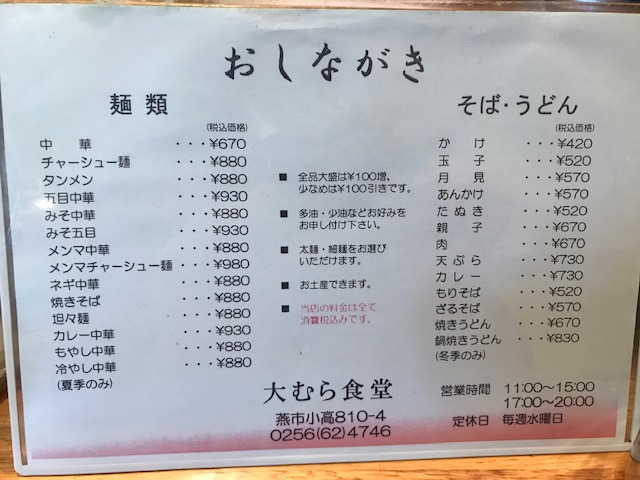 おしながき
麺類
(税込価格)
中華 ・・・¥670
チャーシュー麺 ・・・¥880
タンメン ・・・¥880
五目中華 ・・・¥930
みそ中華 ・・・¥880
みそ五目 ・・・¥930
メンマ中華 ・・・¥880
メンマチャーシュー麺 ・・・¥980
ネギ中華 ・・・¥880
焼きそば ・・・¥880
坦々麺 ・・・¥880
カレー中華 ・・・¥930
もやし中華 ・・・¥880
冷やし中華 ・・・¥880
(夏季のみ)
■ 全品大盛は¥100増、
少なめは¥100引きです。
■ 多油・少油などお好みを
お申し付け下さい。
■ 太麺・細麺をお選び
いただけます。
■ お土産できます。
■ 当店の料金は全て
消費税込みです。
そば・うどん
(税込価格)
かけ ・・・¥420
玉子 ・・・¥520
月見 ・・・¥570
あんかけ ・・・¥570
たぬき ・・・¥520
親子 ・・・¥670
肉 ・・・¥670
天ぷら ・・・¥730
カレー ・・・¥730
もりそば ・・・¥520
ざるそば ・・・¥570
焼きうどん ・・・¥670
鍋焼きうどん ・・・¥830
(冬季のみ)
大むら食堂
燕市小高810-4
0256(62)4746
営業時間 11:00~15:00
17:00~20:00
定休日 毎週水曜日